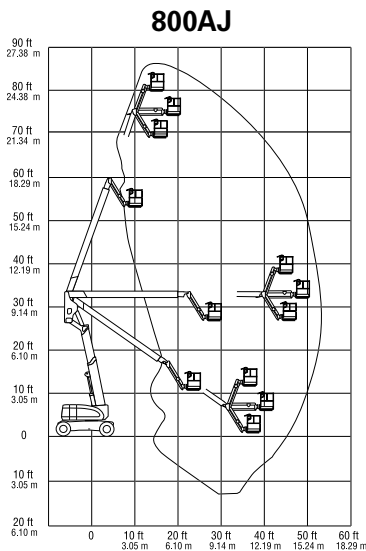 800AJ
90 ft
27.38 m
80 ft
24.38 m
70 ft
21.34 m
60 ft
18.29 m
50 ft
15.24 m
40 ft
12.19 m
30 ft
9.14 m
20 ft
6.10 m
10 ft
3.05 m
0
10 ft
3.05 m
20 ft
6.10 m
0 10 ft 20 ft 30 ft 40 ft 50 ft 60 ft
3.05 m 6.10 m 9.14 m 12.19 m 15.24 m 18.29 m